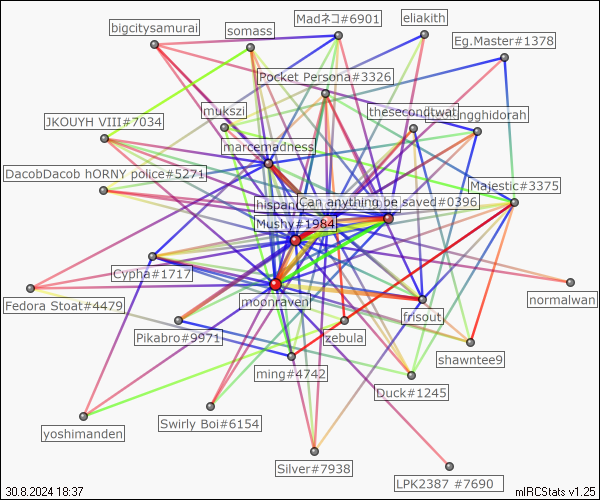 Madネコ#6901
eliakith
bigcitysamurai
somass
Eg.Master#1378
Pocket Persona#3326
mukszi
thesecondtwat
ngghidorah
JKOUYH VIII#7034
marcemadness
DacobDacob hORNY police#5271
Majestic#3375
hispan
Can anything be saved#0396
Mushy#1984
Cypha#1717
moonraven
normalwan
Fedora Stoat#4479
frisout
Pikabro#9971
zebula
shawntee9
ming#4742
Duck#1245
Swirly Boi#6154
yoshimanden
Silver#7938
LPK2387 #7690
30.8.2024 18:37
mIRCStats v1.25